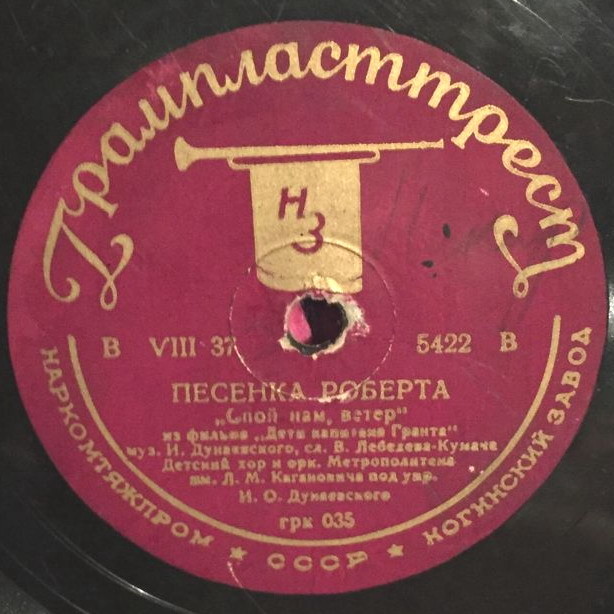 Грампласттрест
НЗ
В VIII 37 5422 В
ПЕСЕНКА РОБЕРТА
„Спой нам, ветер"
из фильма „Дети капитана Гранта"
муз. И. Дунаевского, сл. В. Лебедева-Кумача
Детский хор и орк. Метрополитена
им. Л. М. Кагановича под упр.
И. О. Дунаевского
грк 035
НАРКОМТЯЖПРОМ ★ СССР ★ НОГИНСКИЙ ЗАВОД